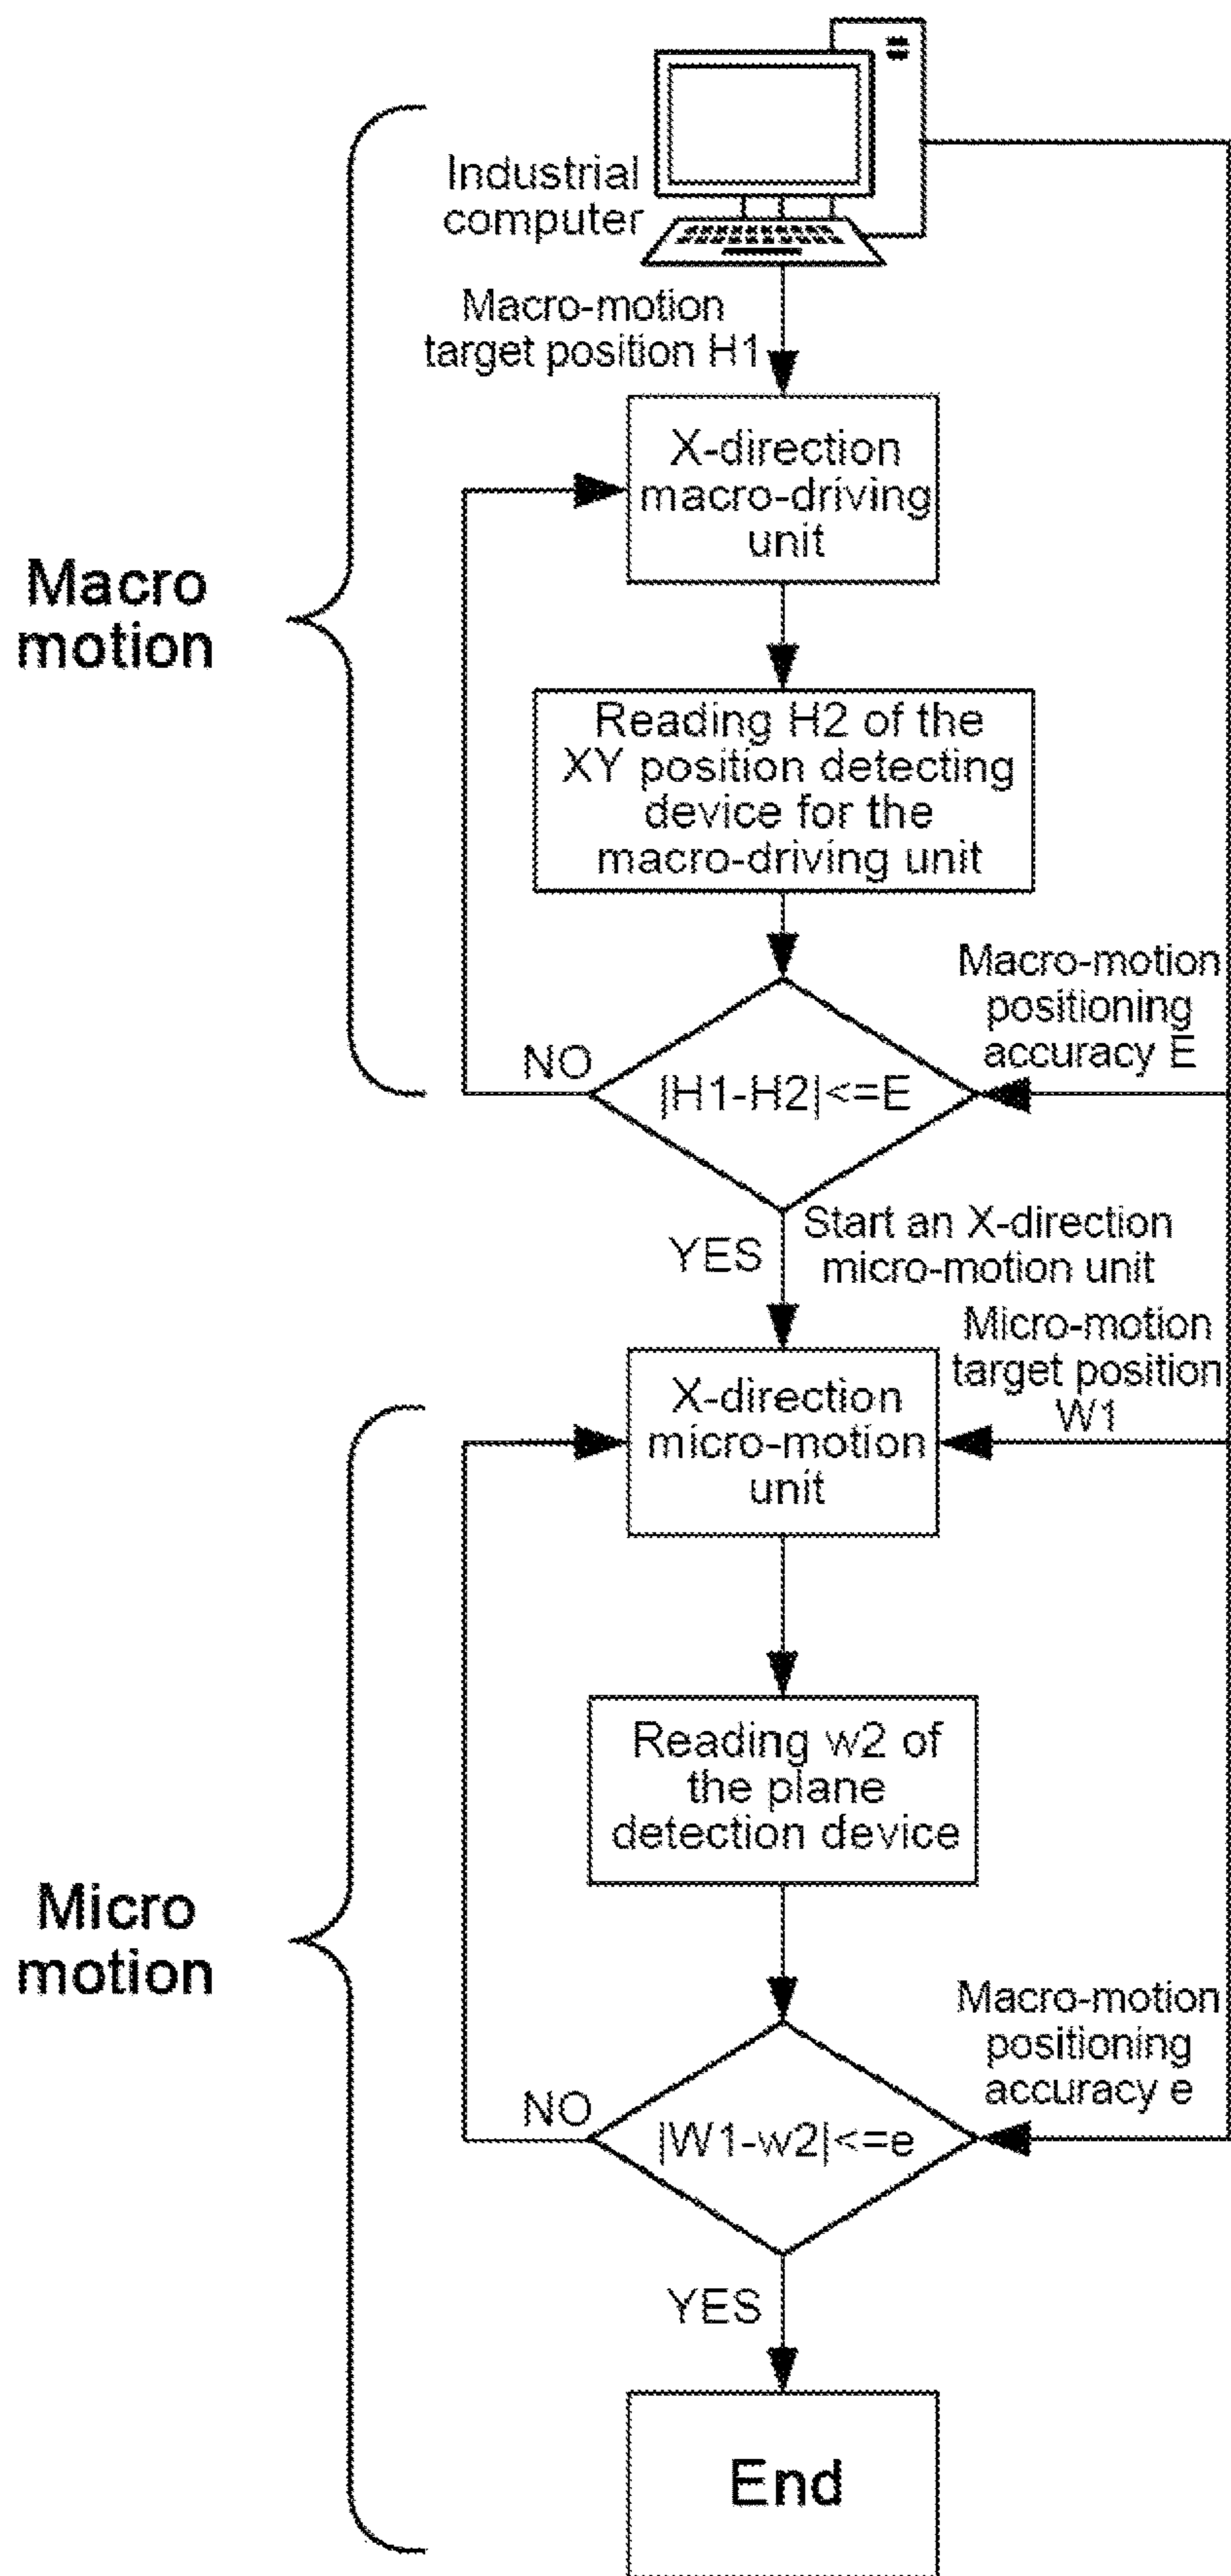 Industrial
computer
Macro-motion
target position H1
X-direction
macro-driving
unit
Macro
motion
Reading H2 of the
XY position detecting
device for the
macro-driving unit
Macro-motion
positioning
accuracy E
NO
|H1-H2|<=E
YES
Start an X-direction
micro-motion unit
Micro-motion
target position
W1
X-direction
micro-motion
unit
Reading w2 of
the plane
detection device
Micro
motion
Macro-motion
positioning
accuracy e
NO
|W1-w2|<=e
YES
End